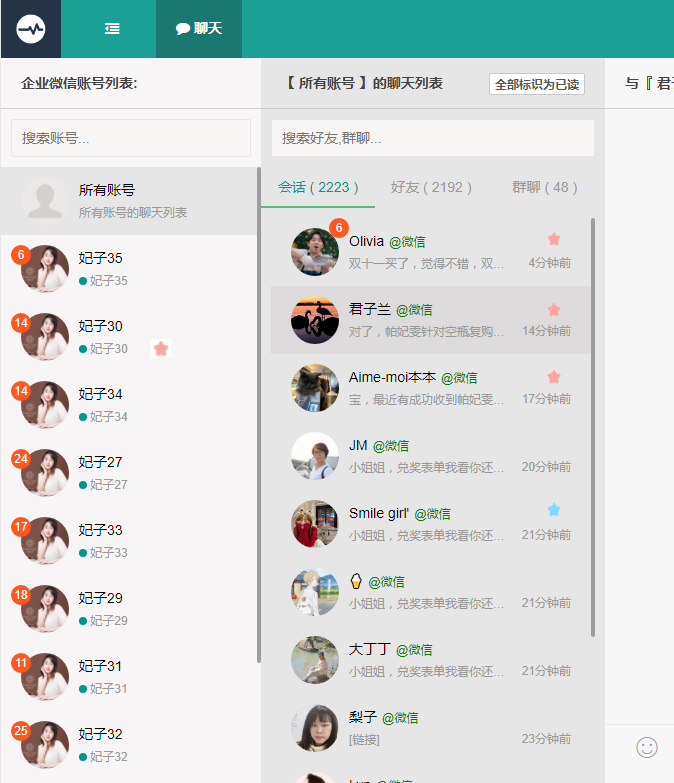 聊天
企业微信账号列表:
搜索账号...
所有账号
所有账号的聊天列表
6
妃子35
妃子35
14
妃子30
妃子30
14
妃子34
妃子34
24
妃子27
妃子27
17
妃子33
妃子33
18
妃子29
妃子29
11
妃子31
妃子31
25
妃子32
妃子32
【 所有账号 】的聊天列表
全部标识为已读
搜索好友,群聊...
会话 ( 2223 )
好友 ( 2192 )
群聊 ( 48 )
6
Olivia @微信
双十一买了，觉得不错，双...
4分钟前
君子兰 @微信
对了，帕妃雯针对空瓶复购...
14分钟前
Aime-moi本本 @微信
宝，最近有成功收到帕妃雯...
17分钟前
JM @微信
小姐姐，兑奖表单我看你还...
20分钟前
Smile girl' @微信
小姐姐，兑奖表单我看你还...
21分钟前
@微信
小姐姐，兑奖表单我看你还...
21分钟前
大丁丁 @微信
小姐姐，兑奖表单我看你还...
21分钟前
梨子 @微信
[链接]
23分钟前
与『 君子